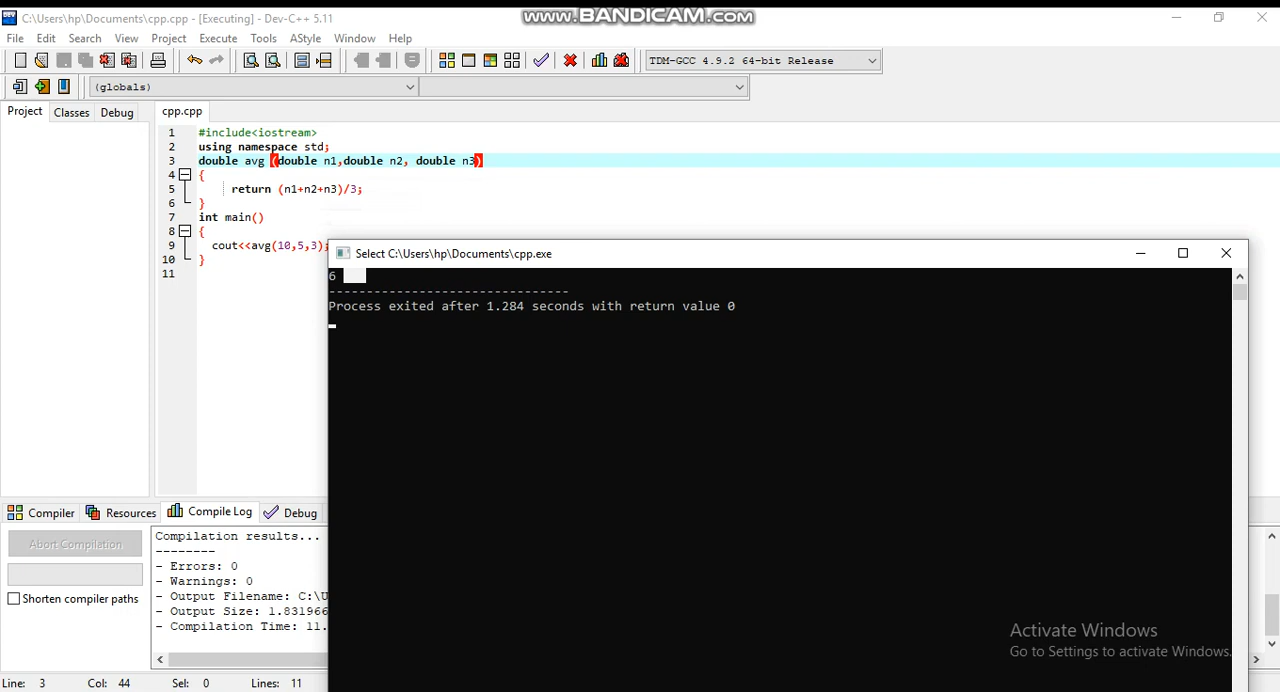 C:\Users\hp\Documents\cpp.cpp - [Executing] - Dev-C++ 5.11
www.BANDICAM.com
File Edit Search View Project Execute Tools AStyle Window Help
TDM-GCC 4.9.2 64-bit Release
(globals)
Project Classes Debug cpp.cpp
1 #include<iostream>
2 using namespace std;
3 double avg (double n1,double n2, double n3)
4 {
5 return (n1+n2+n3)/3;
6 }
7 int main()
8 {
9 cout<<avg(10,5,3);
10 }
11
Select C:\Users\hp\Documents\cpp.exe
6
--------------------------------
Process exited after 1.284 seconds with return value 0
Compiler Resources Compile Log Debug
Abort Compilation
Shorten compiler paths
Compilation results...
--------
- Errors: 0
- Warnings: 0
- Output Filename: C:\U
- Output Size: 1.831966
- Compilation Time: 11.
Activate Windows
Go to Settings to activate Windows.
Line: 3 Col: 44 Sel: 0 Lines: 11